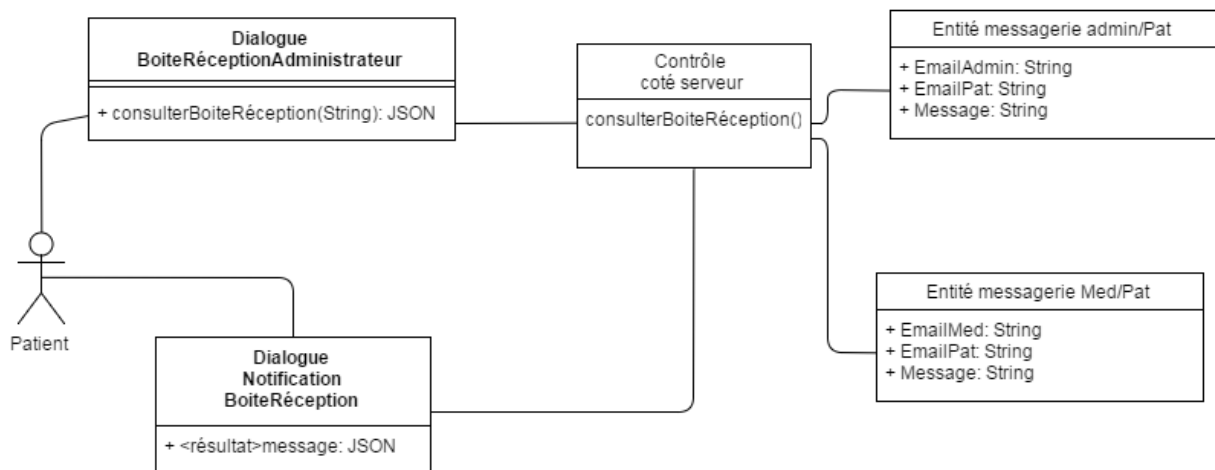 Dialogue
BoiteRéceptionAdministrateur
+ consulterBoiteRéception(String): JSON
Contrôle
coté serveur
consulterBoiteRéception()
Entité messagerie admin/Pat
+ EmailAdmin: String
+ EmailPat: String
+ Message: String
Patient
Dialogue
Notification
BoiteRéception
+ <résultat>message: JSON
Entité messagerie Med/Pat
+ EmailMed: String
+ EmailPat: String
+ Message: String